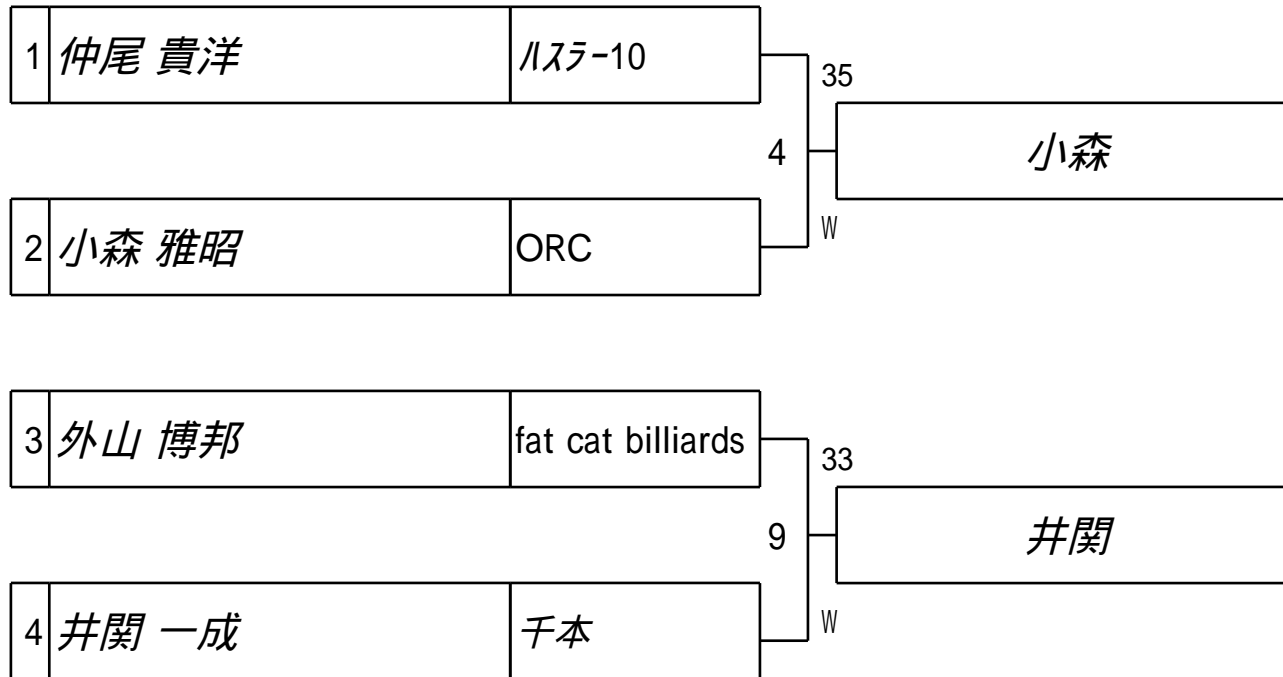 1 仲尾 貴洋 ﾊｽﾗｰ10
35
4 小森
2 小森 雅昭 ORC
W
3 外山 博邦 fat cat billiards
33
9 井関
4 井関 一成 千本
W